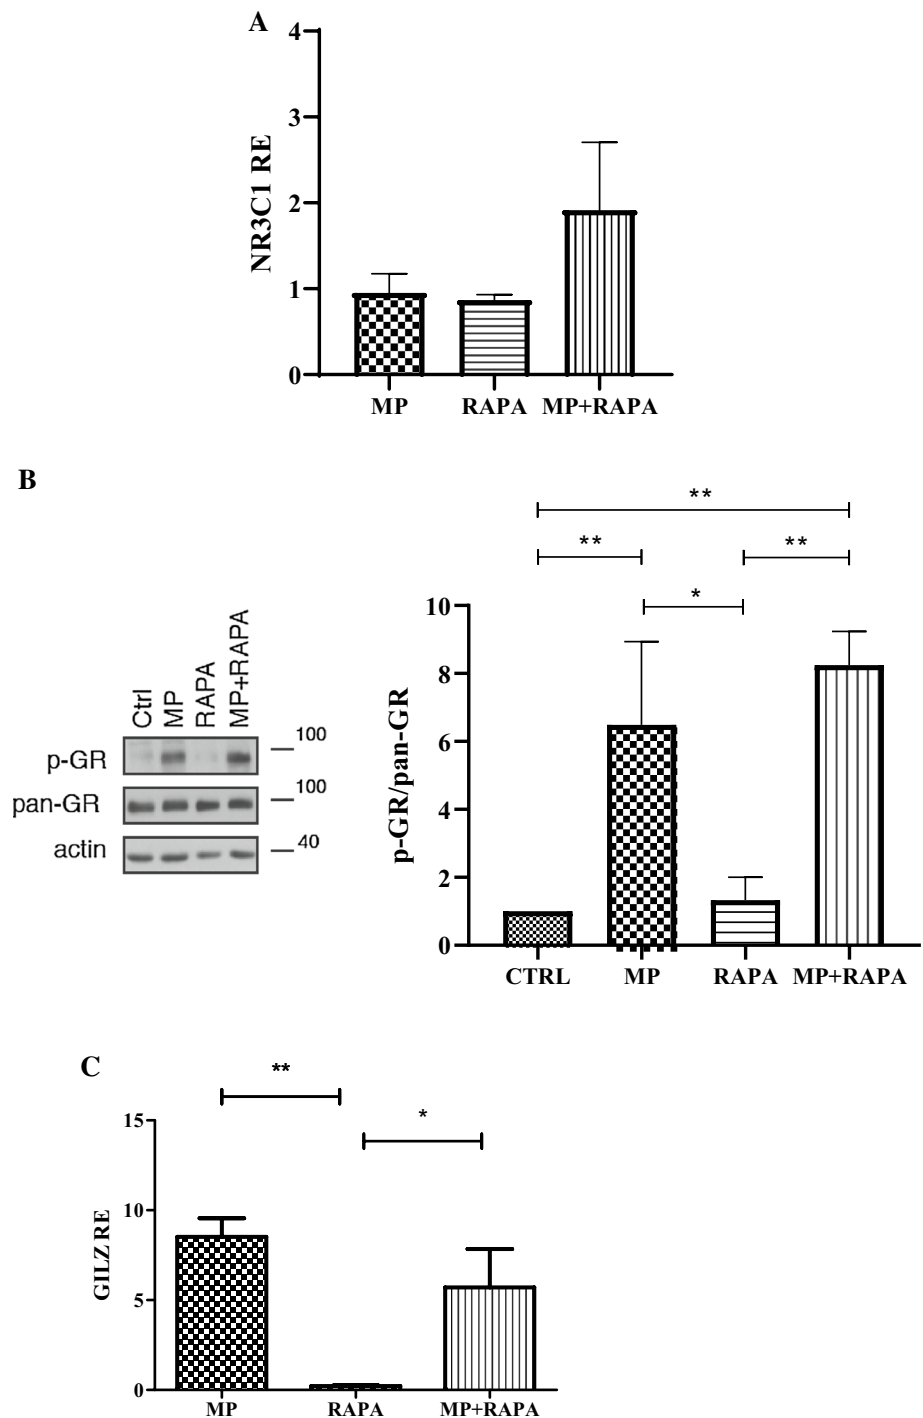 A
4
3
2
1
0
NR3C1 RE
MP RAPA MP+RAPA
B
**
** **
*
Ctrl MP RAPA MP+RAPA
p-GR 100
pan-GR 100
actin 40
10
8
6
4
2
0
p-GR/pan-GR
CTRL MP RAPA MP+RAPA
C
**
*
15
10
5
0
GILZ RE
MP RAPA MP+RAPA